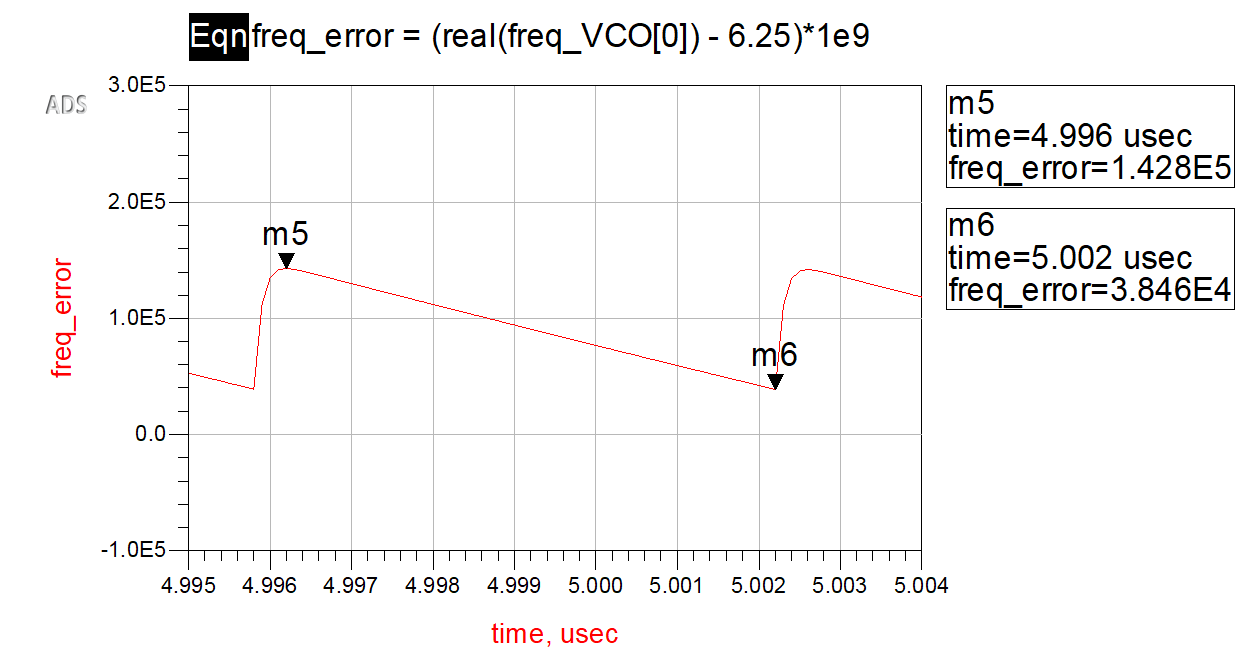 Eqn freq_error = (real(freq_VCO[0]) - 6.25)*1e9
ADS
3.0E5
2.0E5
1.0E5
0.0
-1.0E5
freq_error
m5
m6
4.995 4.996 4.997 4.998 4.999 5.000 5.001 5.002 5.003 5.004
time, usec
m5
time=4.996 usec
freq_error=1.428E5
m6
time=5.002 usec
freq_error=3.846E4